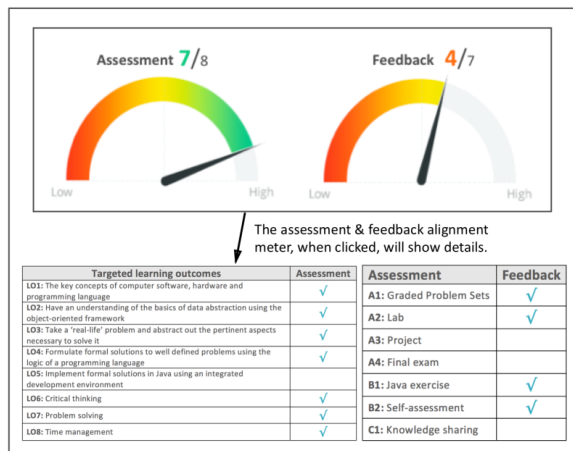 Assessment 7/8
Feedback 4/7
Low
High
Low
High
The assessment & feedback alignment
meter, when clicked, will show details.
Targeted learning outcomes Assessment
LO1: The key concepts of computer software, hardware and
programming language √
LO2: Have an understanding of the basics of data abstraction using the
object-oriented framework √
LO3: Take a 'real-life' problem and abstract out the pertinent aspects
necessary to solve it √
LO4: Formulate formal solutions to well defined problems using the
logic of a programming language √
LO5: Implement formal solutions in Java using an integrated
development environment
LO6: Critical thinking √
LO7: Problem solving √
LO8: Time management √
Assessment Feedback
A1: Graded Problem Sets √
A2: Lab √
A3: Project
A4: Final exam
B1: Java exercise √
B2: Self-assessment √
C1: Knowledge sharing